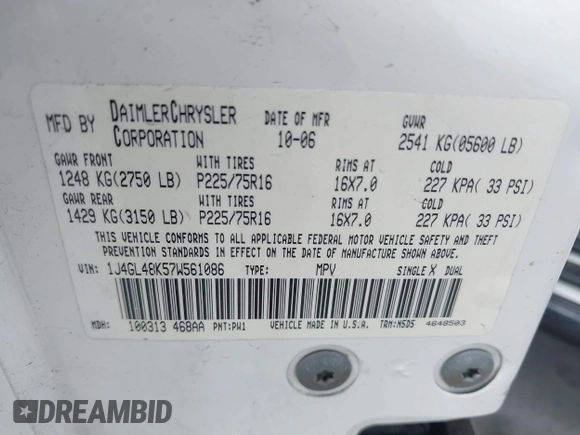 MFD BY DAIMLERCHRYSLER CORPORATION DATE OF MFR 10-06 GVWR 2541 KG(05600 LB)
GAWR FRONT WITH TIRES RIMS AT COLD
1248 KG(2750 LB) P225/75R16 16X7.0 227 KPA( 33 PSI)
GAWR REAR WITH TIRES RIMS AT COLD
1429 KG(3150 LB) P225/75R16 16X7.0 227 KPA( 33 PSI)
THIS VEHICLE CONFORMS TO ALL APPLICABLE FEDERAL MOTOR VEHICLE SAFETY AND THEFT
PREVENTION STANDARDS IN EFFECT ON THE DATE OF MANUFACTURE SHOWN ABOVE.
VIN: 1J4GL48K57W561086 TYPE: MPV SINGLE X DUAL
MDH: 100313 468AA PNT:PW1 VEHICLE MADE IN U.S.A. TRM:M5D5 4648503
DREAMBID